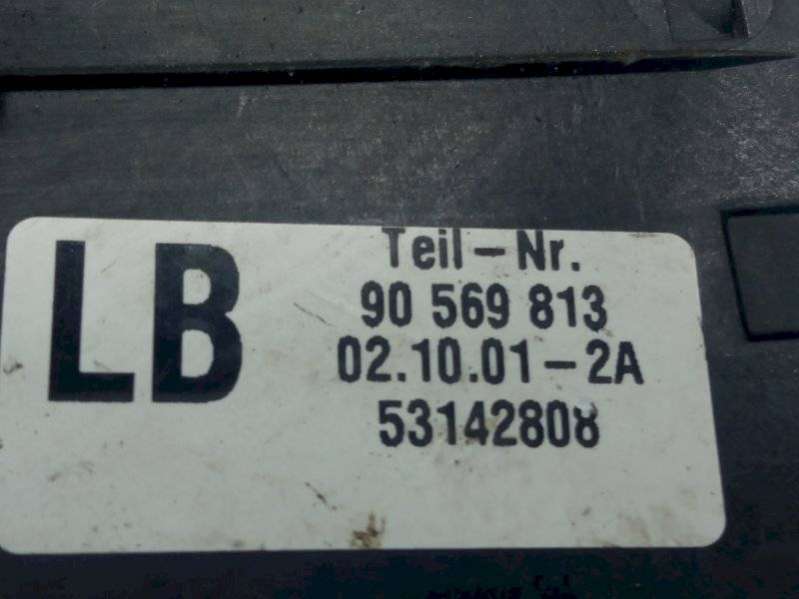 LB
Teil-Nr.
90 569 813
02.10.01-2A
53142808